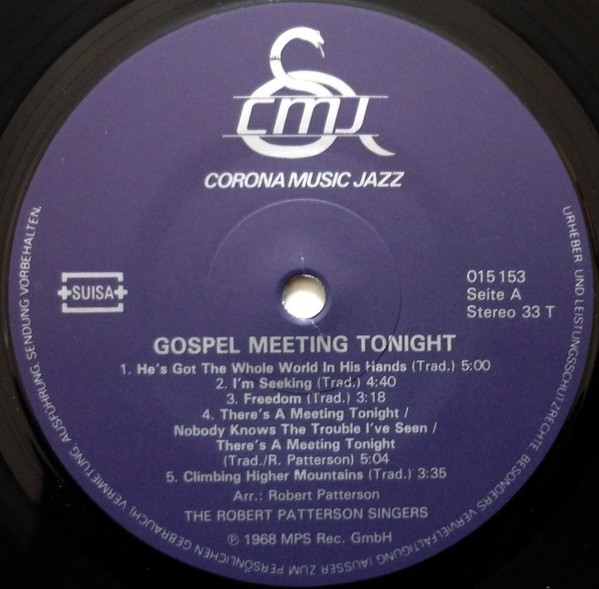 CMJ
CORONA MUSIC JAZZ
SUISA
015 153
Seite A
Stereo 33 T
GOSPEL MEETING TONIGHT
1. He's Got The Whole World In His Hands (Trad.) 5:00
2. I'm Seeking (Trad.) 4:40
3. Freedom (Trad.) 3:18
4. There's A Meeting Tonight /
Nobody Knows The Trouble I've Seen /
There's A Meeting Tonight
(Trad./R. Patterson) 5:04
5. Climbing Higher Mountains (Trad.) 3:35
Arr.: Robert Patterson
THE ROBERT PATTERSON SINGERS
℗ 1968 MPS Rec. GmbH
URHEBER UND LEISTUNGSSCHUTZRECHTE BESONDERS VERVIELFÄLTIGUNG (AUSSER ZUM PERSÖNLICHEN GEBRAUCH), VERMIETUNG, AUSFÜHRUNG, SENDUNG VORBEHALTEN.